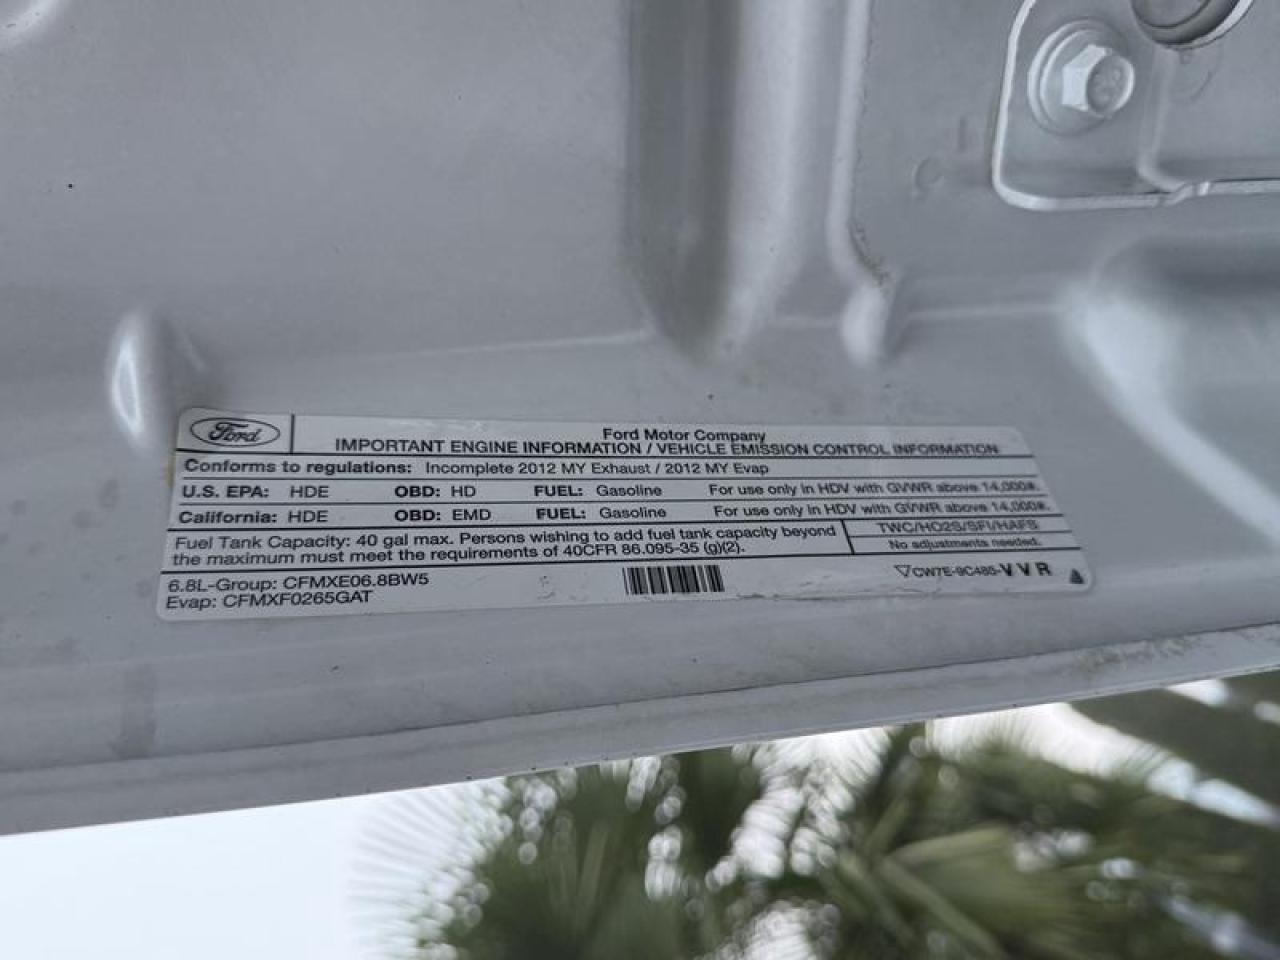 Ford
Ford Motor Company
IMPORTANT ENGINE INFORMATION / VEHICLE EMISSION CONTROL INFORMATION
Conforms to regulations: Incomplete 2012 MY Exhaust / 2012 MY Evap
U.S. EPA: HDE OBD: HD FUEL: Gasoline For use only in HDV with GVWR above 14,000#.
California: HDE OBD: EMD FUEL: Gasoline For use only in HDV with GVWR above 14,000#.
Fuel Tank Capacity: 40 gal max. Persons wishing to add fuel tank capacity beyond
the maximum must meet the requirements of 40CFR 86.095-35 (g)(2).
TWC/HO2S/SFI/HAFS
No adjustments needed.
6.8L-Group: CFMXE06.8BW5
Evap: CFMXF0265GAT
CW7E-9C485-VVR